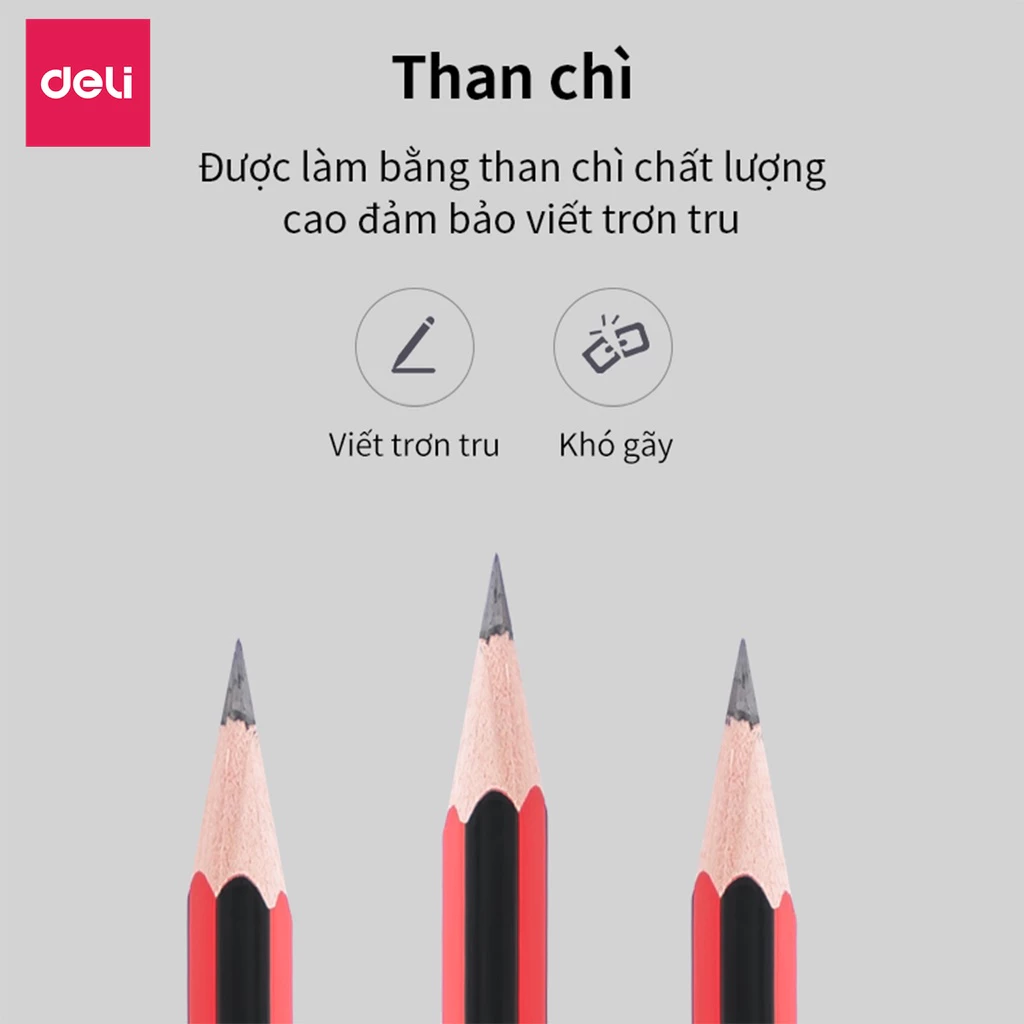 deli
Than chì
Được làm bằng than chì chất lượng
cao đảm bảo viết trơn tru
Viết trơn tru
Khó gãy